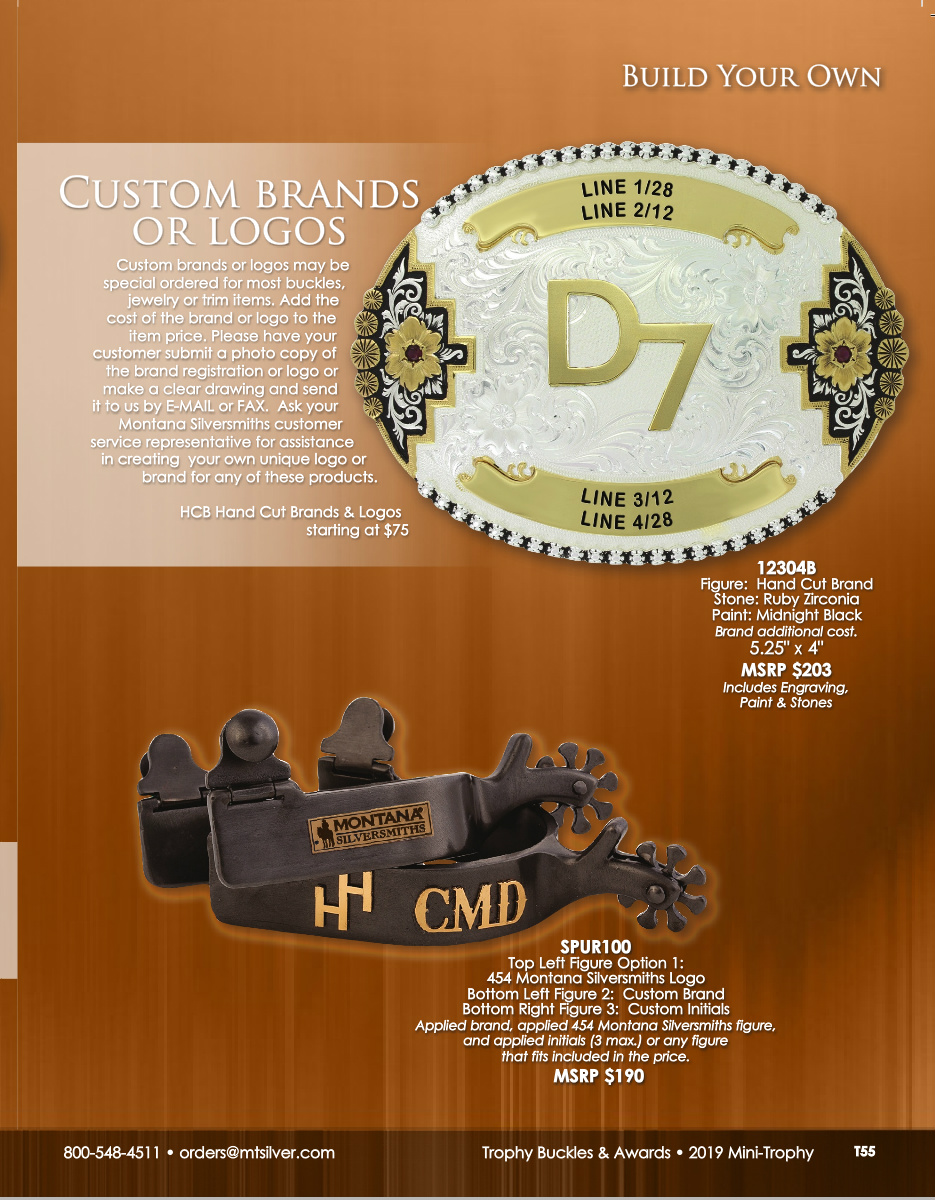 BUILD YOUR OWN
CUSTOM BRANDS
OR LOGOS
Custom brands or logos may be
special ordered for most buckles,
jewelry or trim items. Add the
cost of the brand or logo to the
item price. Please have your
customer submit a photo copy of
the brand registration or logo or
make a clear drawing and send
it to us by E-MAIL or FAX. Ask your
Montana Silversmiths customer
service representative for assistance
in creating your own unique logo or
brand for any of these products.
HCB Hand Cut Brands & Logos
starting at $75
LINE 1/28
LINE 2/12
D7
LINE 3/12
LINE 4/28
12304B
Figure: Hand Cut Brand
Stone: Ruby Zirconia
Paint: Midnight Black
Brand additional cost.
5.25" x 4"
MSRP $203
Includes Engraving,
Paint & Stones
MONTANA
SILVERSMITHS
HH CMD
SPUR100
Top Left Figure Option 1:
454 Montana Silversmiths Logo
Bottom Left Figure 2: Custom Brand
Bottom Right Figure 3: Custom Initials
Applied brand, applied 454 Montana Silversmiths figure,
and applied initials (3 max.) or any figure
that fits included in the price.
MSRP $190
800-548-4511 • orders@mtsilver.com
Trophy Buckles & Awards • 2019 Mini-Trophy T55